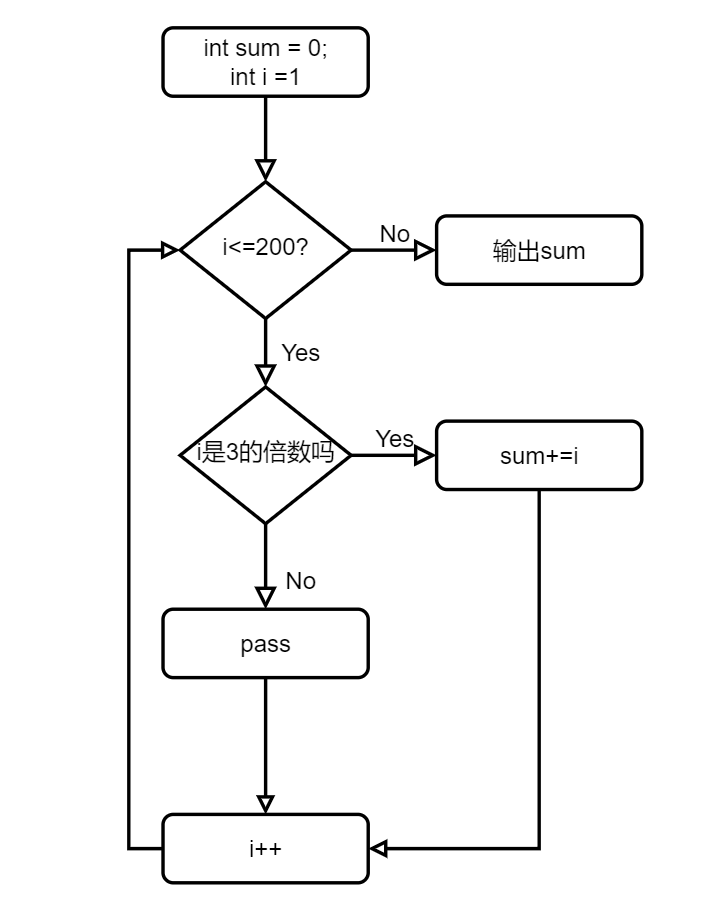 int sum = 0;
int i =1
i<=200?
No
输出sum
Yes
i是3的倍数吗
Yes
sum+=i
No
pass
i++